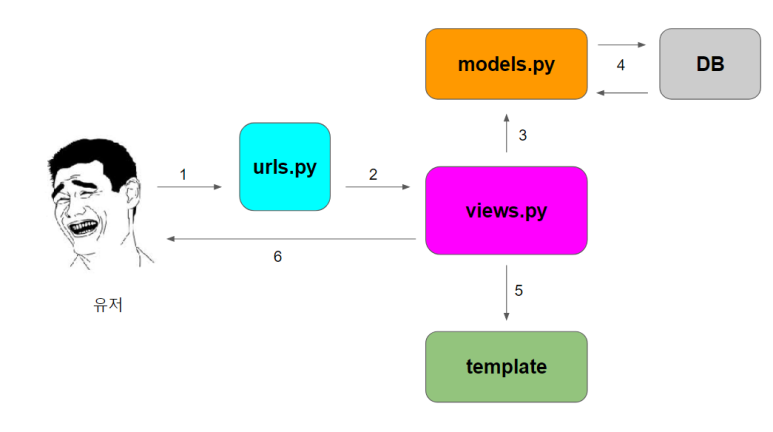 models.py
4
DB
3
1
urls.py
2
views.py
6
유저
5
template